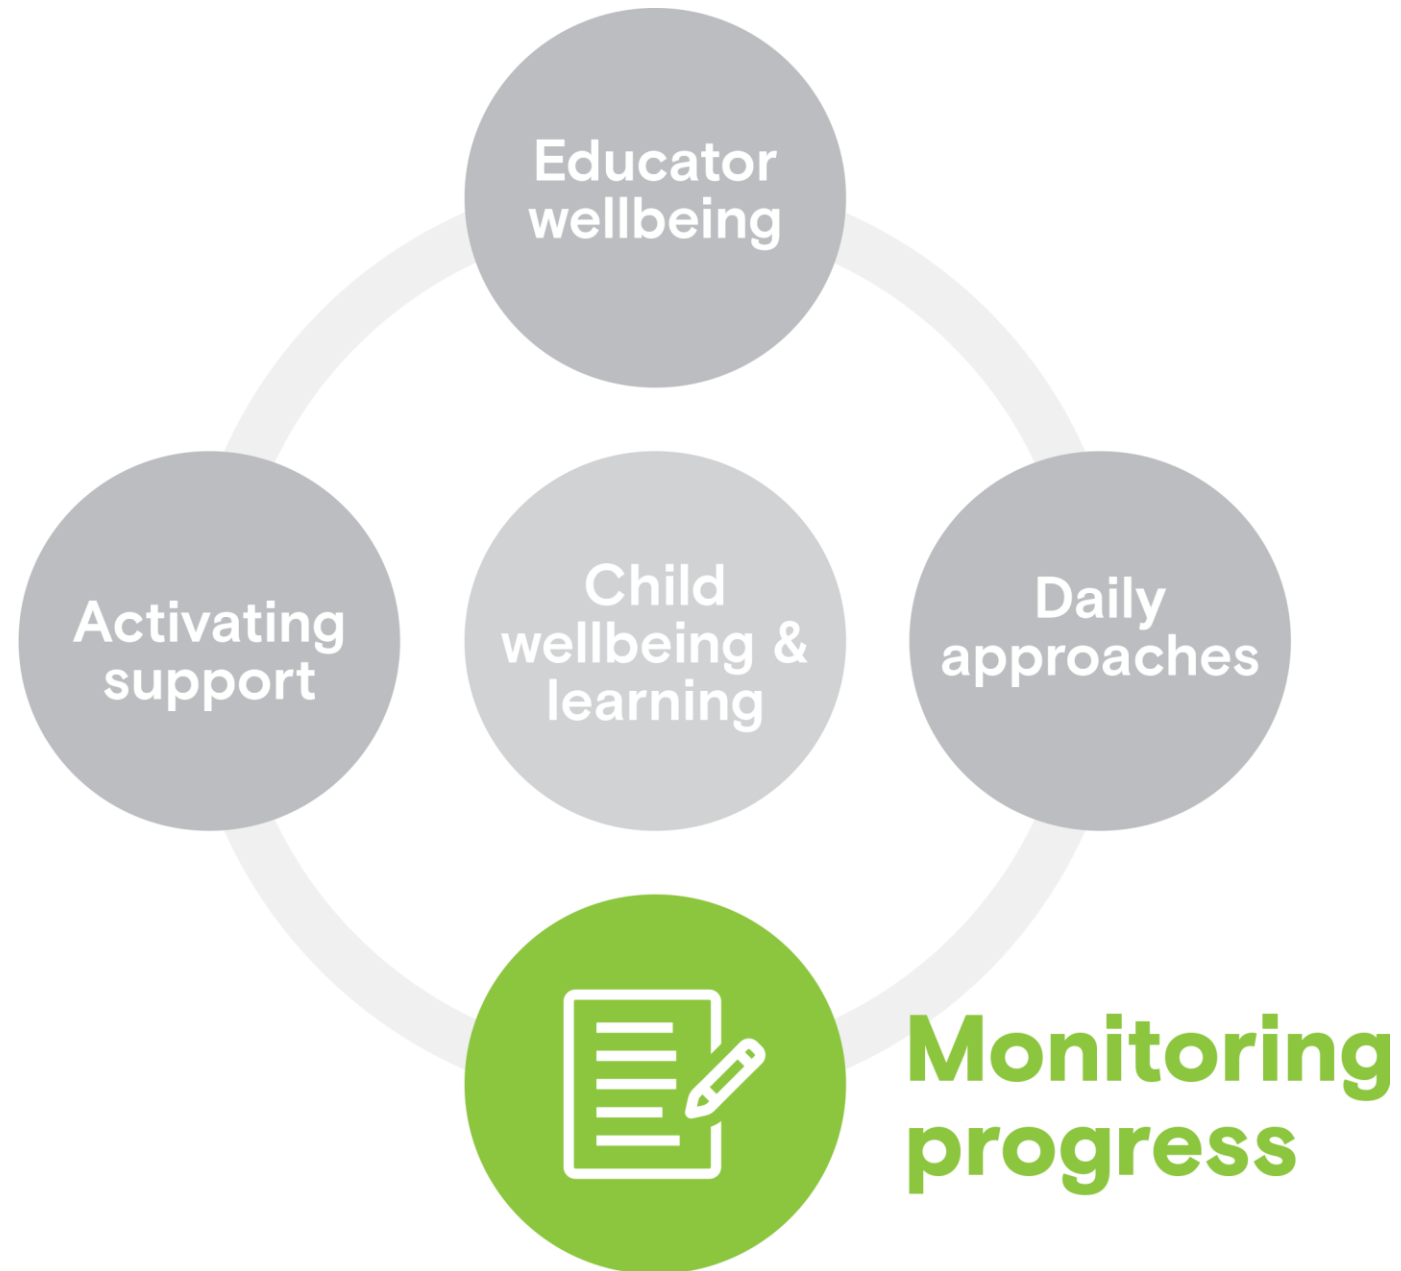 Educator
wellbeing
Activating
support
Child
wellbeing &
learning
Daily
approaches
Monitoring
progress